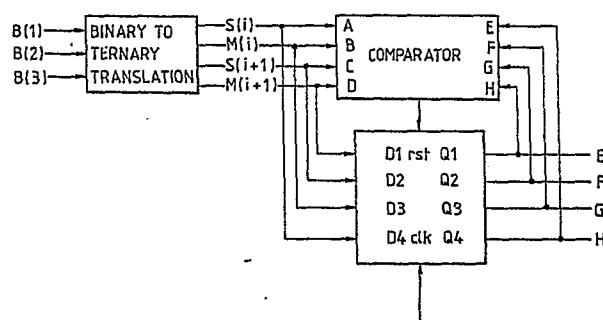 B(1)
B(2)
B(3)
BINARY TO
TERNARY
TRANSLATION
S(i)
M(i)
S(i+1)
M(i+1)
A
B
C
D
COMPARATOR
E
F
G
H
D1 rst Q1
D2 Q2
D3 Q3
D4 clk Q4
E
F
G
H